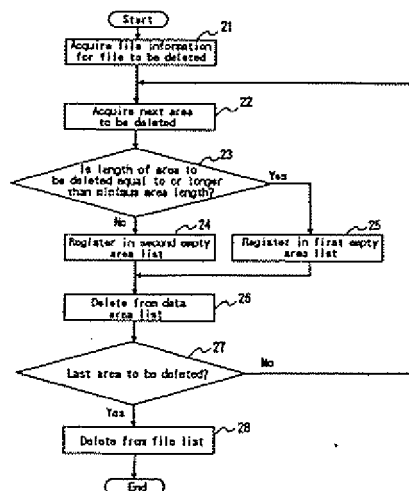 Start
21
Acquire file information
for file to be deleted
22
Acquire next area
to be deleted
23
Is length of area to
be deleted equal to or longer
than minimum area length?
Yes
No
24
25
Register in second empty
area list
Register in first empty
area list
26
Delete from data
area list
27
Last area to be deleted?
No
Yes
28
Delete from file list
End